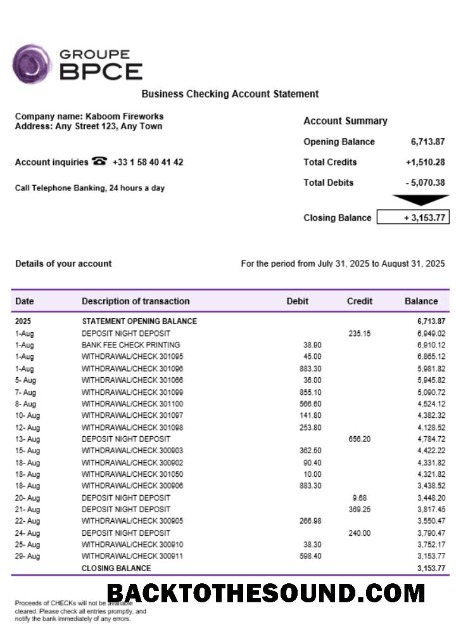 GROUPE
BPCE
Business Checking Account Statement
Company name: Kaboom Fireworks
Address: Any Street 123, Any Town
Account inquiries ☎ +33 1 58 40 41 42
Call Telephone Banking, 24 hours a day
Account Summary
Opening Balance 6,713.87
Total Credits +1,510.28
Total Debits - 5,070.38
Closing Balance + 3,153.77
Details of your account For the period from July 31, 2025 to August 31, 2025
Date Description of transaction Debit Credit Balance
2025 STATEMENT OPENING BALANCE 6,713.87
1-Aug DEPOSIT NIGHT DEPOSIT 235.15 6,949.02
1-Aug BANK FEE CHECK PRINTING 38.90 6,910.12
1-Aug WITHDRAWAL/CHECK 301095 45.00 6,865.12
1-Aug WITHDRAWAL/CHECK 301096 883.30 5,981.82
5- Aug WITHDRAWAL/CHECK 301066 36.00 5,945.82
7- Aug WITHDRAWAL/CHECK 301099 855.10 5,090.72
8- Aug WITHDRAWAL/CHECK 301100 566.60 4,524.12
10- Aug WITHDRAWAL/CHECK 301097 141.80 4,382.32
12- Aug WITHDRAWAL/CHECK 301098 253.80 4,128.52
13- Aug DEPOSIT NIGHT DEPOSIT 656.20 4,784.72
15- Aug WITHDRAWAL/CHECK 300903 362.50 4,422.22
18- Aug WITHDRAWAL/CHECK 300902 90.40 4,331.82
18- Aug WITHDRAWAL/CHECK 301050 10.00 4,321.82
18- Aug WITHDRAWAL/CHECK 300906 883.30 3,438.52
20- Aug DEPOSIT NIGHT DEPOSIT 9.68 3,448.20
21- Aug DEPOSIT NIGHT DEPOSIT 369.25 3,817.45
22- Aug WITHDRAWAL/CHECK 300905 266.98 3,550.47
24- Aug DEPOSIT NIGHT DEPOSIT 240.00 3,790.47
25- Aug WITHDRAWAL/CHECK 300910 38.30 3,752.17
29- Aug WITHDRAWAL/CHECK 300911 598.40 3,153.77
CLOSING BALANCE 3,153.77
BACKTOTHESOUND.COM
Proceeds of CHECKs will not be available
cleared. Please check all entries promptly, and
notify the bank immediately of any errors.